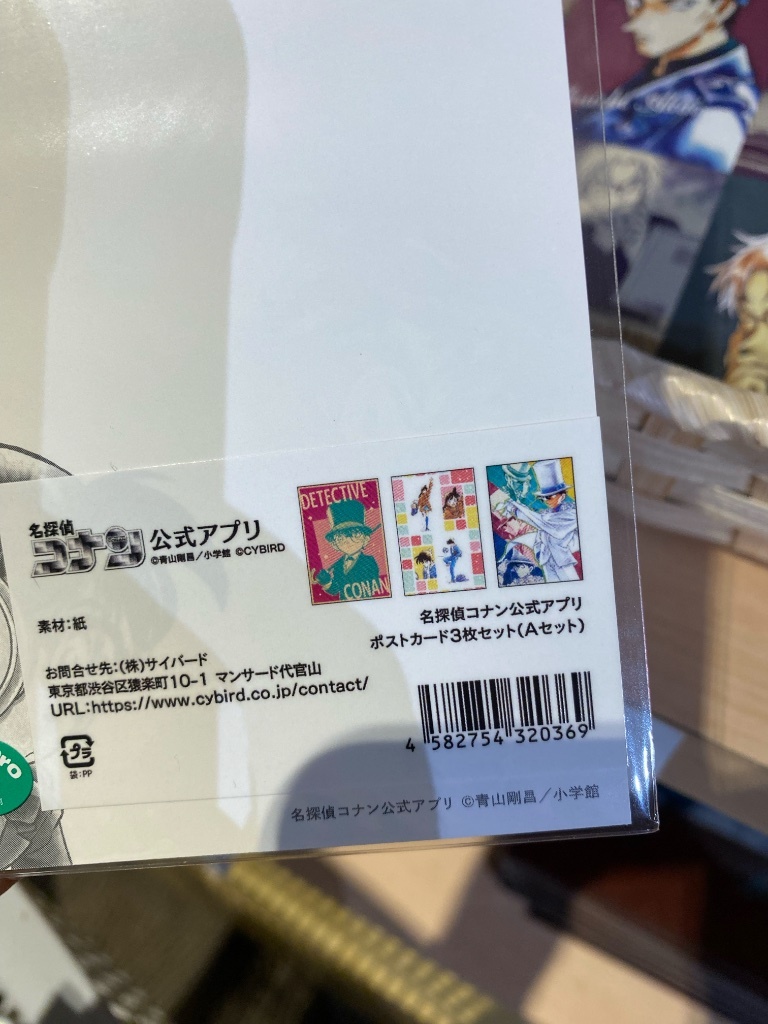 名探偵
コナン 公式アプリ
©青山剛昌／小学館 ©CYBIRD
DETECTIVE
CONAN
素材：紙
名探偵コナン公式アプリ
ポストカード3枚セット(Aセット)
お問合せ先：(株)サイバード
東京都渋谷区猿楽町10-1 マンサード代官山
URL：https://www.cybird.co.jp/contact/
プラ
袋：PP
4 582754 320369
名探偵コナン公式アプリ ©青山剛昌／小学館